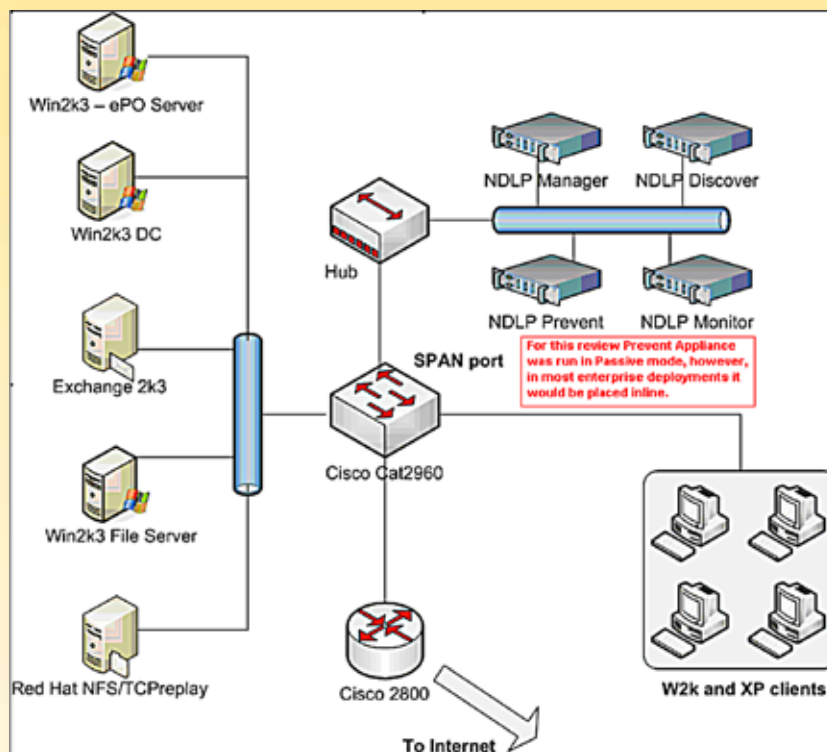 Win2k3 – ePO Server
Win2k3 DC
Exchange 2k3
Win2k3 File Server
Red Hat NFS/TCPreplay
NDLP Manager
NDLP Discover
Hub
NDLP Prevent
NDLP Monitor
For this review Prevent Appliance
was run in Passive mode, however,
in most enterprise deployments it
would be placed inline.
SPAN port
Cisco Cat2960
Cisco 2800
To Internet
W2k and XP clients